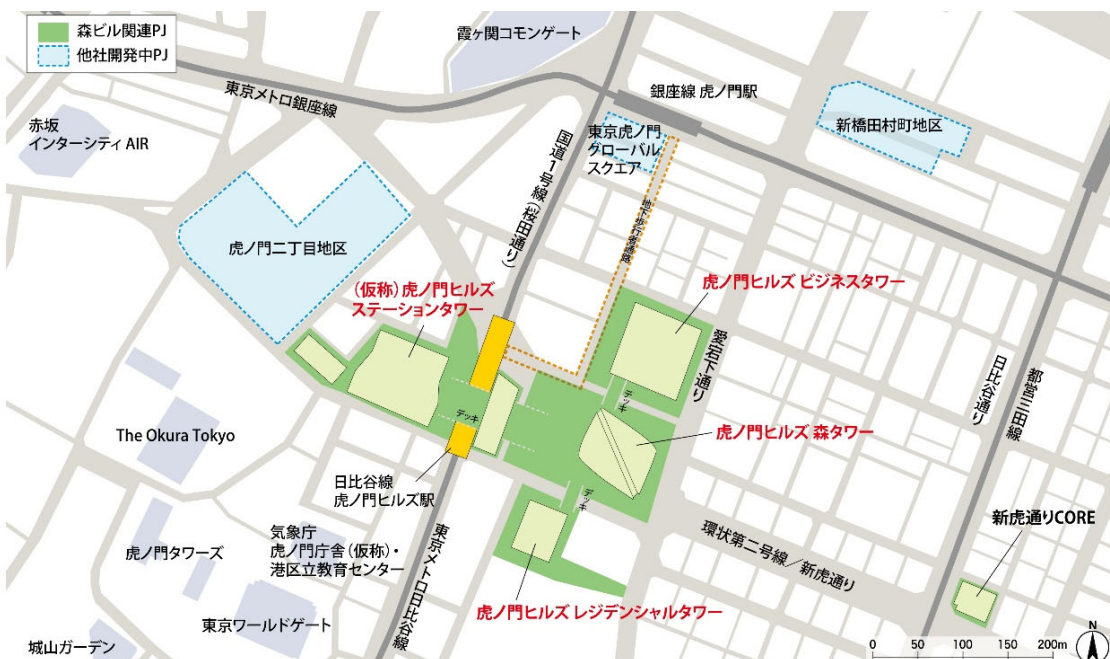 森ビル関連PJ
他社開発中PJ
霞ヶ関コモンゲート
東京メトロ銀座線
銀座線 虎ノ門駅
赤坂
インターシティ AIR
国道1号線(桜田通り)
東京虎ノ門
グローバル
スクエア
新橋田村町地区
地下歩行者通路
虎ノ門二丁目地区
(仮称)虎ノ門ヒルズ
ステーションタワー
虎ノ門ヒルズ ビジネスタワー
愛宕下通り
日比谷通り
都営三田線
デッキ
デッキ
虎ノ門ヒルズ 森タワー
The Okura Tokyo
日比谷線
虎ノ門ヒルズ駅
デッキ
新虎通りCORE
虎ノ門タワーズ
気象庁
虎ノ門庁舎(仮称)・
港区立教育センター
東京メトロ日比谷線
環状第二号線/新虎通り
虎ノ門ヒルズ レジデンシャルタワー
東京ワールドゲート
城山ガーデン
0 50 100 150 200m
N